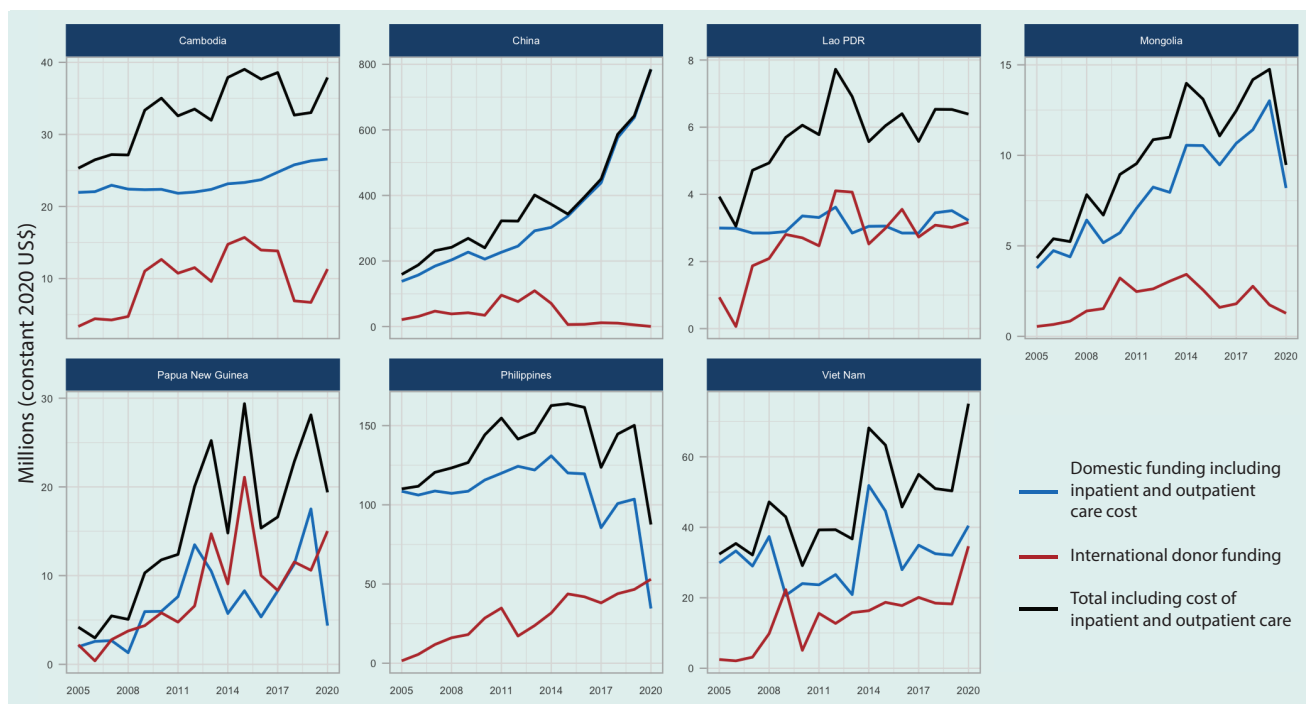 Millions (constant 2020 US$)
Cambodia
40
30
20
10
China
800
600
400
200
0
Lao PDR
8
6
4
2
0
Mongolia
15
10
5
0
2005 2008 2011 2014 2017 2020
Papua New Guinea
30
20
10
0
2005 2008 2011 2014 2017 2020
Philippines
150
100
50
0
2005 2008 2011 2014 2017 2020
Viet Nam
60
40
20
0
2005 2008 2011 2014 2017 2020
Domestic funding including
inpatient and outpatient
care cost
International donor funding
Total including cost of
inpatient and outpatient care